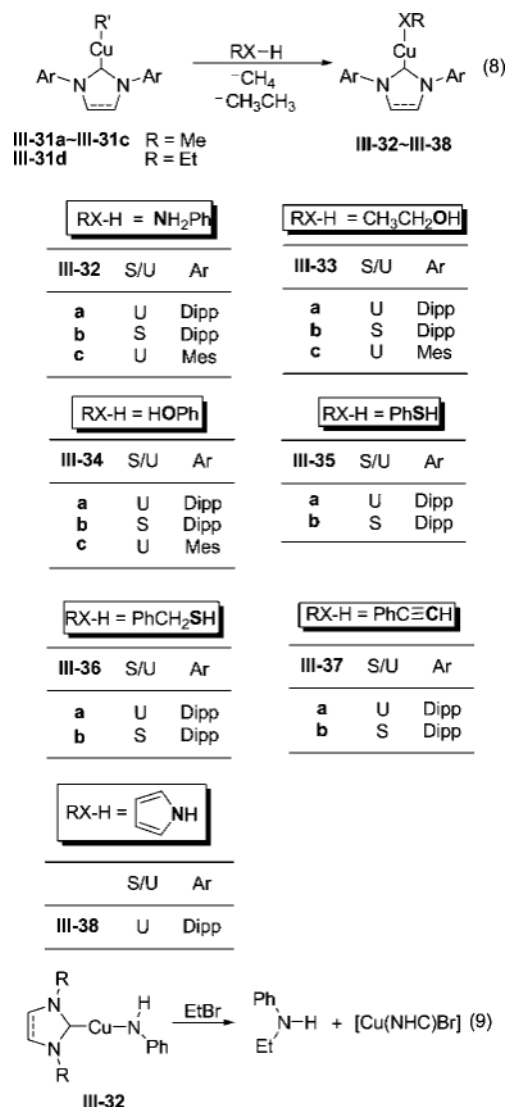 R'
XR
Cu
RX-H
Cu
Ar N N Ar
-CH4
-CH3CH3
Ar N N Ar (8)
III-31a~III-31c R = Me
III-31d R = Et
III-32~III-38
RX-H = NH2Ph
III-32 S/U Ar
a U Dipp
b S Dipp
c U Mes
RX-H = CH3CH2OH
III-33 S/U Ar
a U Dipp
b S Dipp
c U Mes
RX-H = HOPh
III-34 S/U Ar
a U Dipp
b S Dipp
c U Mes
RX-H = PhSH
III-35 S/U Ar
a U Dipp
b S Dipp
RX-H = PhCH2SH
III-36 S/U Ar
a U Dipp
b S Dipp
RX-H = PhC≡CH
III-37 S/U Ar
a U Dipp
b S Dipp
RX-H = NH
S/U Ar
III-38 U Dipp
R
N
H
Cu N
Ph
N
R
EtBr
Ph
N H
Et
+ [Cu(NHC)Br] (9)
III-32